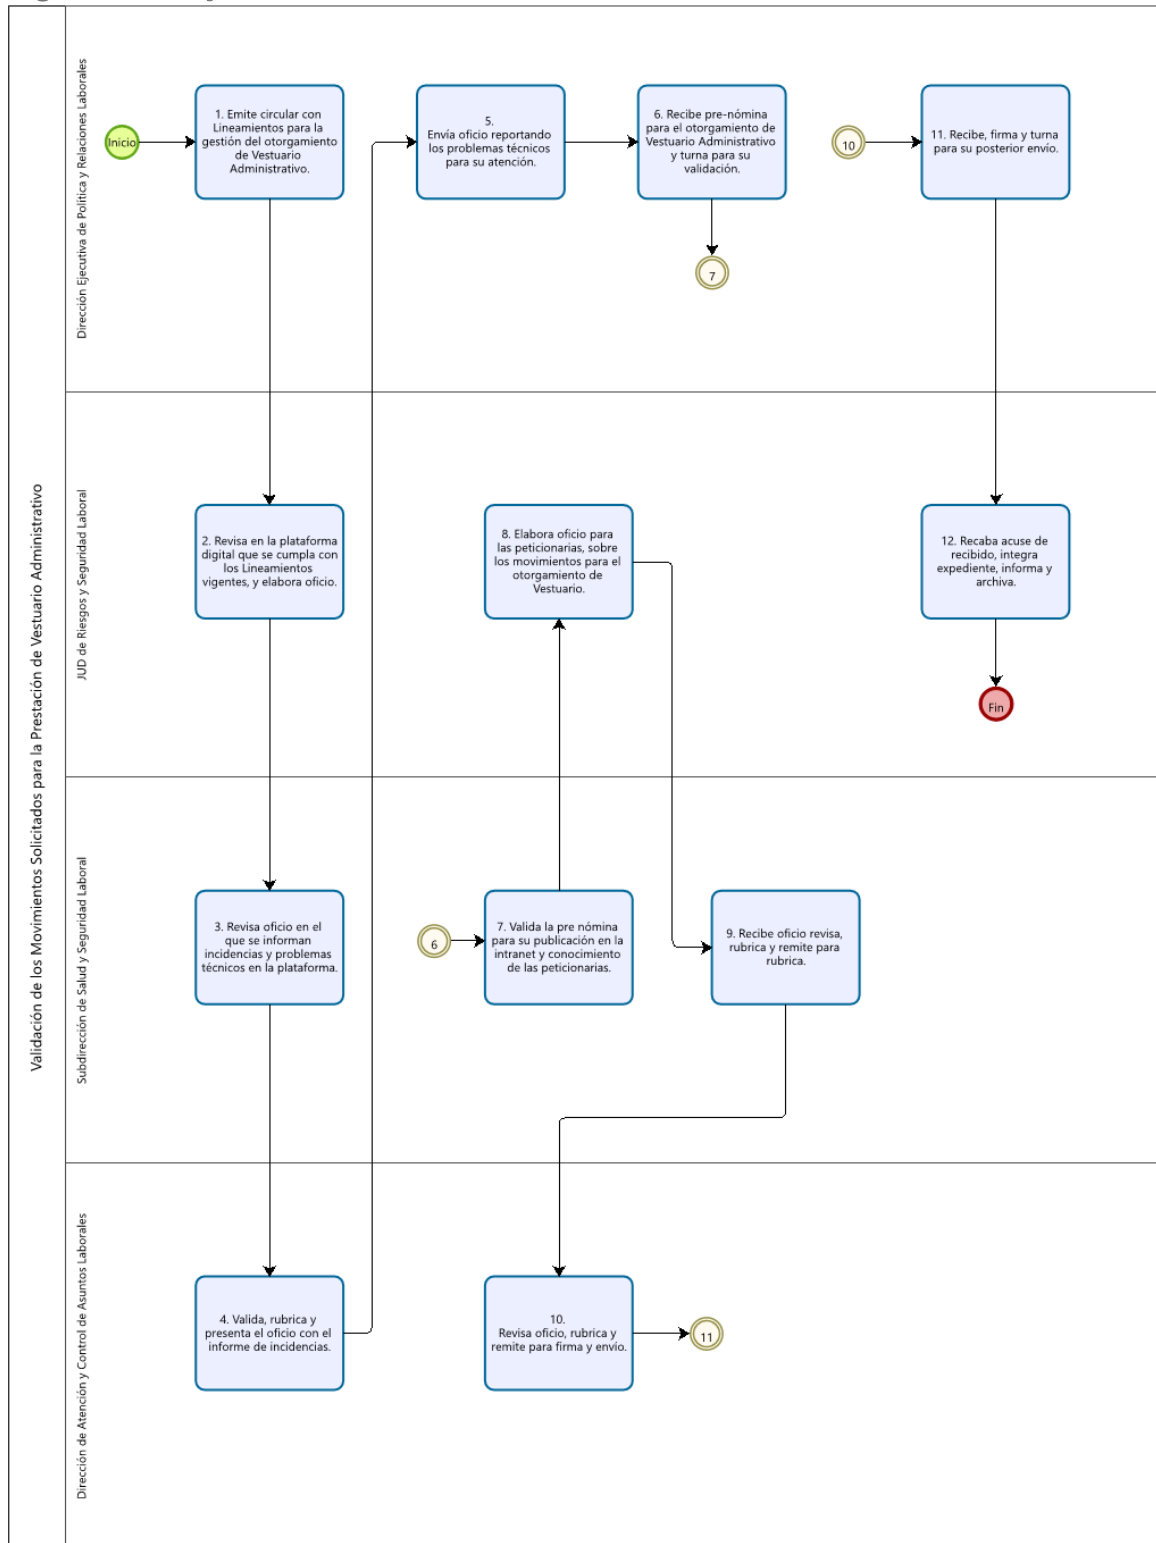 Validación de los Movimientos Solicitados para la Prestación de Vestuario Administrativo
Dirección Ejecutiva de Política y Relaciones Laborales
Inicio
1. Emite circular con
Lineamientos para la
gestión del otorgamiento
de Vestuario
Administrativo.
5.
Envía oficio reportando
los problemas técnicos
para su atención.
6. Recibe pre-nómina
para el otorgamiento de
Vestuario Administrativo
y turna para su
validación.
7
10
11. Recibe, firma y turna
para su posterior envío.
JUD de Riesgos y Seguridad Laboral
2. Revisa en la plataforma
digital que se cumpla con
los Lineamientos
vigentes, y elabora oficio.
8. Elabora oficio para
las peticionarias, sobre
los movimientos para el
otorgamiento de
Vestuario.
12. Recaba acuse de
recibido, integra
expediente, informa y
archiva.
Fin
Subdirección de Salud y Seguridad Laboral
3. Revisa oficio en el
que se informan
incidencias y problemas
técnicos en la plataforma.
6
7. Valida la pre nómina
para su publicación en la
intranet y conocimiento
de las peticionarias.
9. Recibe oficio revisa,
rubrica y remite para
rubrica.
Dirección de Atención y Control de Asuntos Laborales
4. Valida, rubrica y
presenta el oficio con el
informe de incidencias.
10.
Revisa oficio, rubrica y
remite para firma y envío.
11